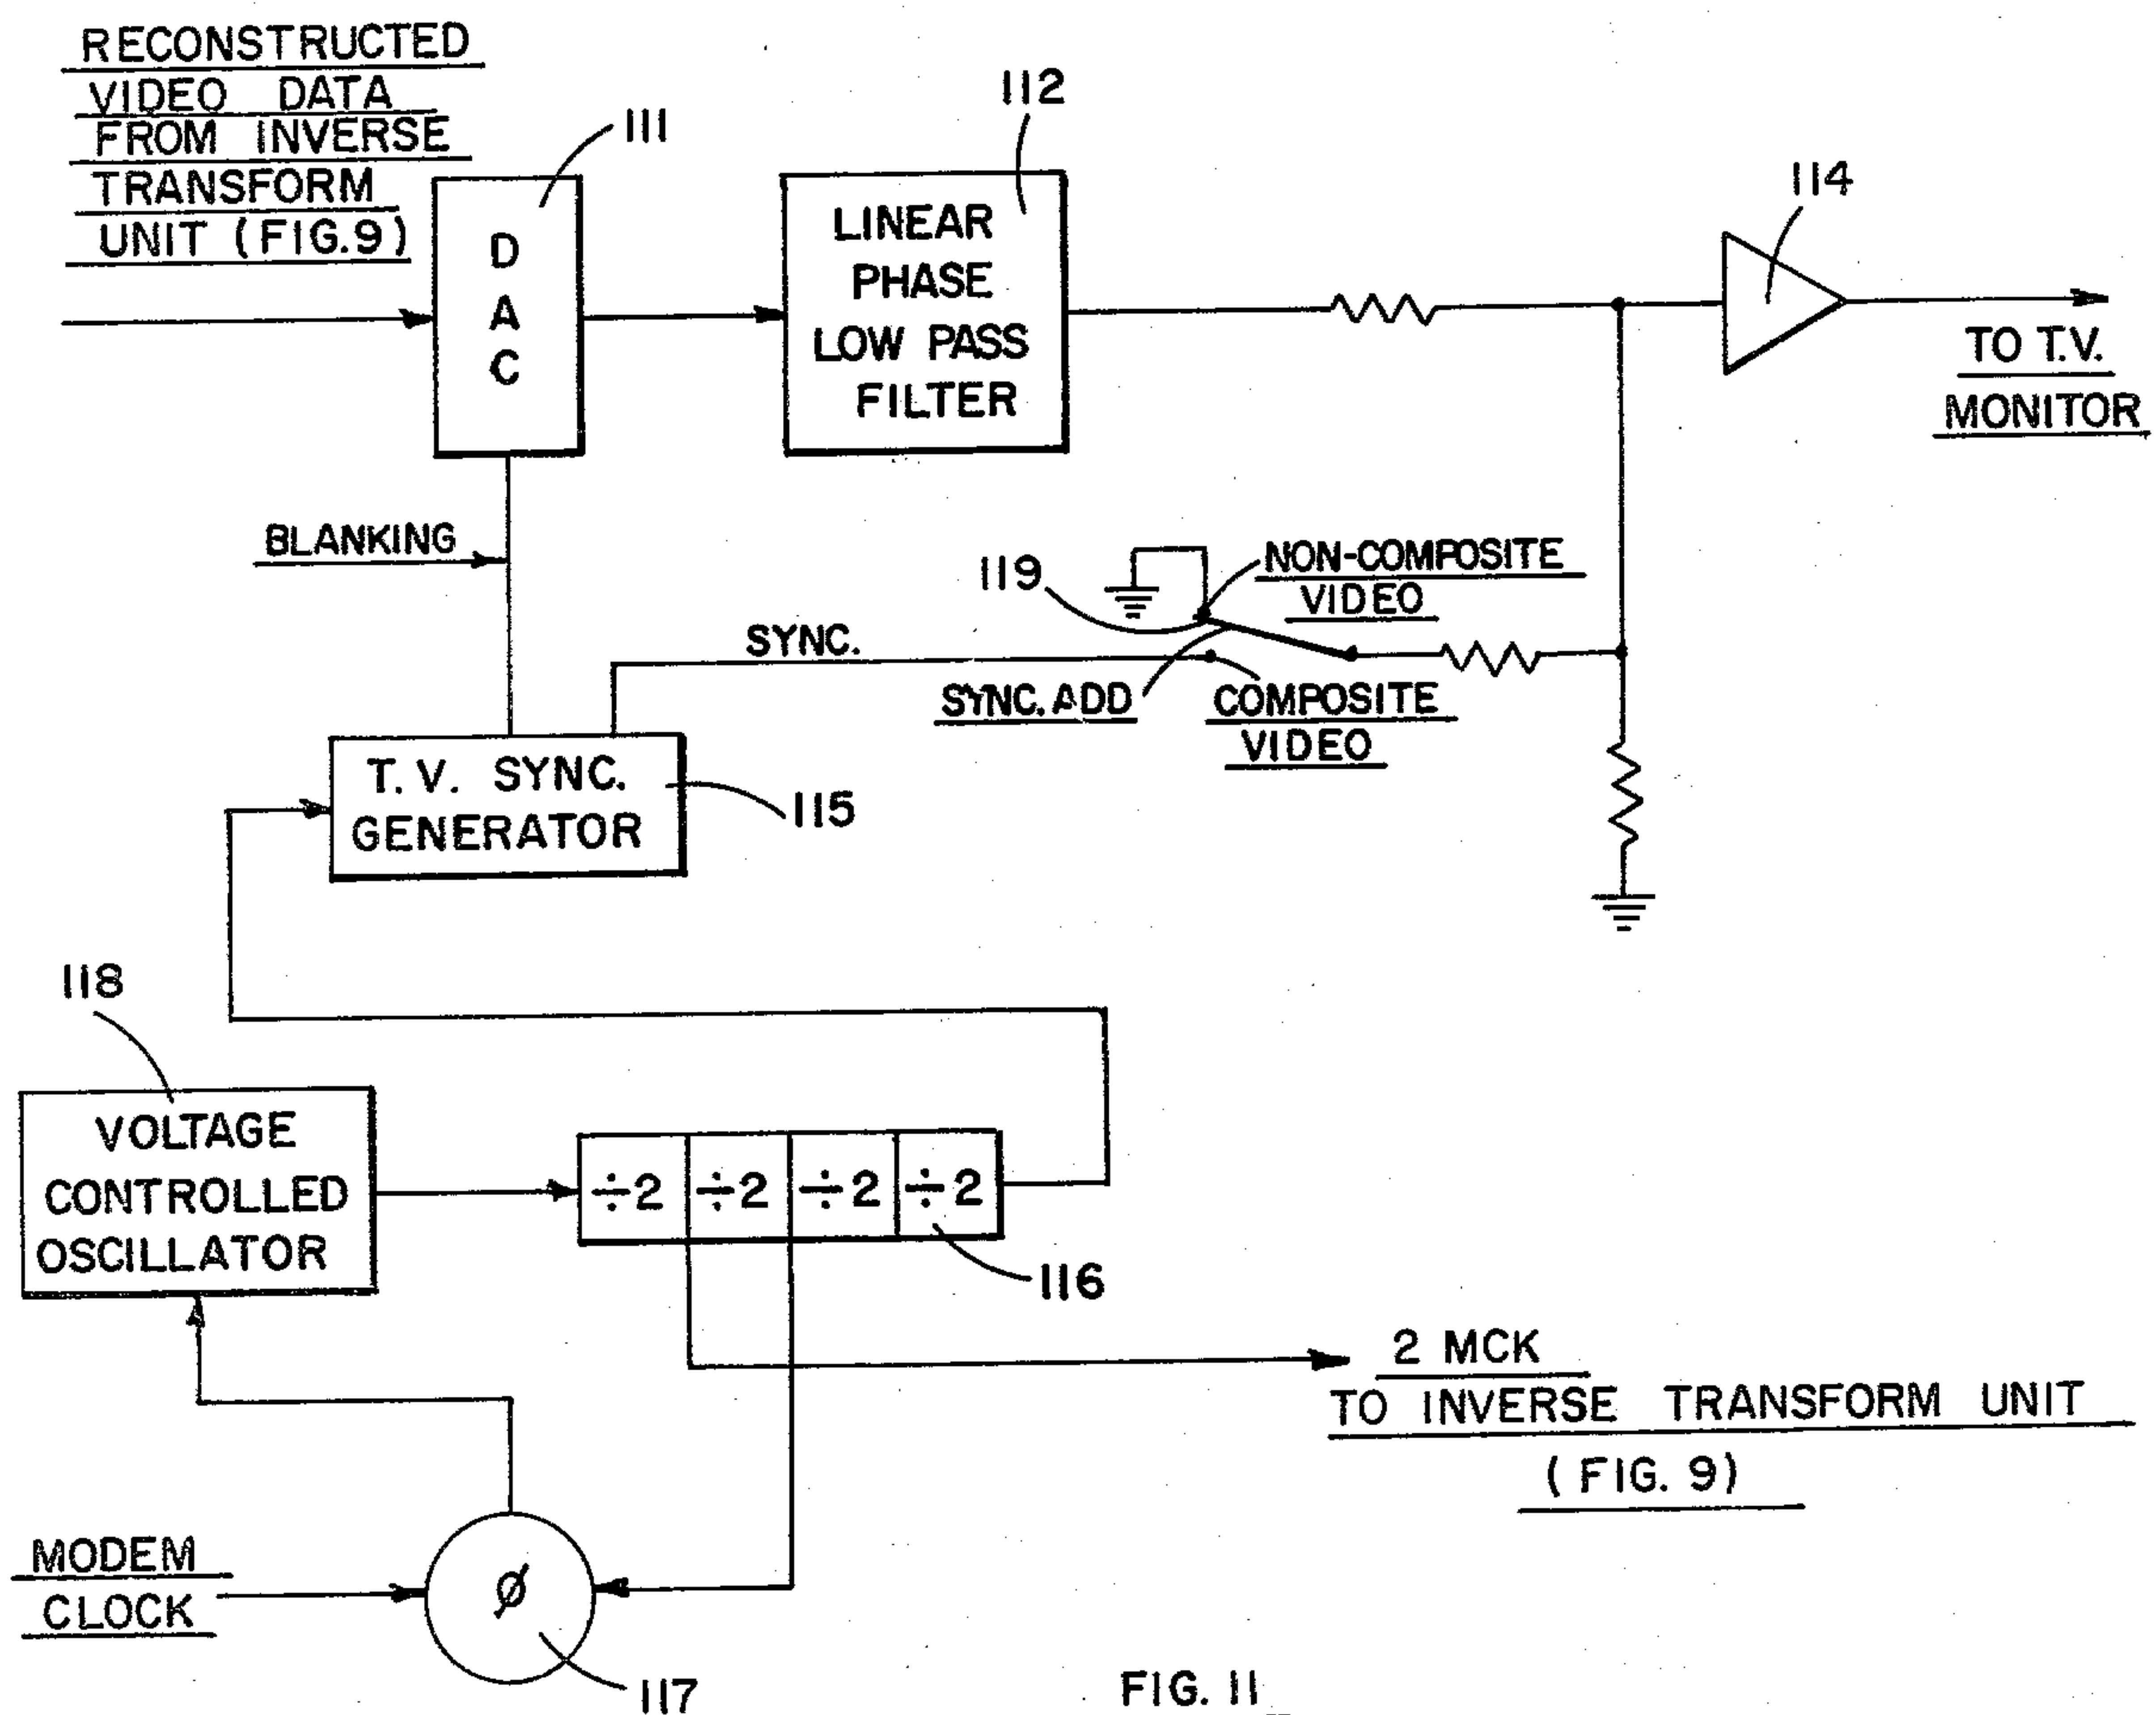 RECONSTRUCTED
VIDEO DATA
FROM INVERSE
TRANSFORM
UNIT (FIG.9)
111
112
114
D
A
C
LINEAR
PHASE
LOW PASS
FILTER
TO T.V.
MONITOR
BLANKING
119
NON-COMPOSITE
VIDEO
SYNC.
SYNC. ADD
COMPOSITE
VIDEO
T.V. SYNC.
GENERATOR
115
118
VOLTAGE
CONTROLLED
OSCILLATOR
÷2 ÷2 ÷2 ÷2
116
2 MCK
TO INVERSE TRANSFORM UNIT
(FIG. 9)
MODEM
CLOCK
ø
117
FIG. 11